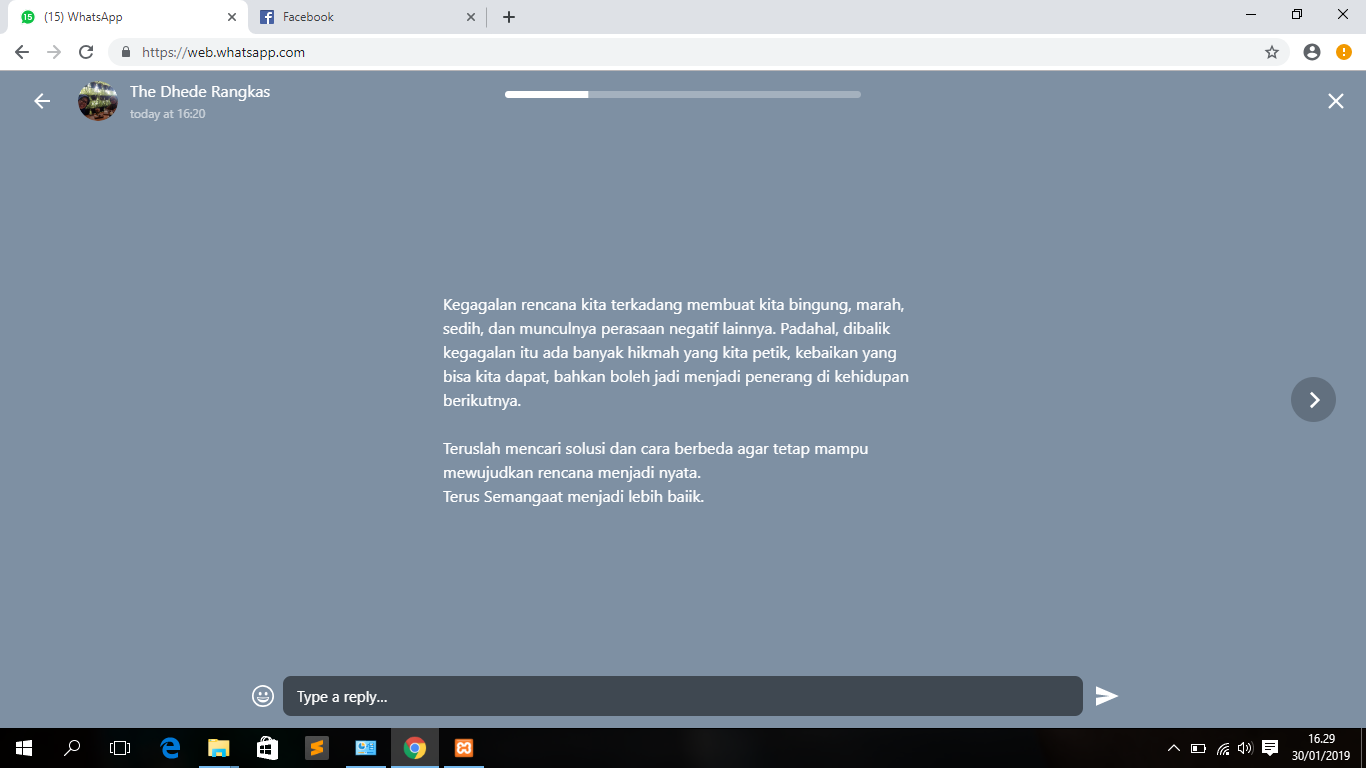 (15) WhatsApp
Facebook
https://web.whatsapp.com
The Dhede Rangkas
today at 16:20
Kegagalan rencana kita terkadang membuat kita bingung, marah,
sedih, dan munculnya perasaan negatif lainnya. Padahal, dibalik
kegagalan itu ada banyak hikmah yang kita petik, kebaikan yang
bisa kita dapat, bahkan boleh jadi menjadi penerang di kehidupan
berikutnya.
Teruslah mencari solusi dan cara berbeda agar tetap mampu
mewujudkan rencana menjadi nyata.
Terus Semangaat menjadi lebih baiik.
Type a reply...
16.29
30/01/2019